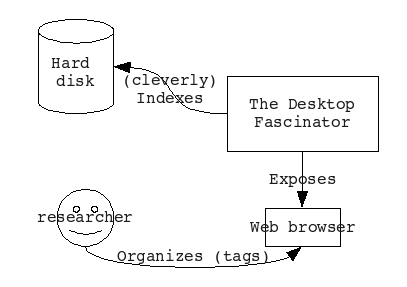 Hard
disk
(cleverly)
Indexes
The Desktop
Fascinator
Exposes
researcher
Web browser
Organizes (tags)